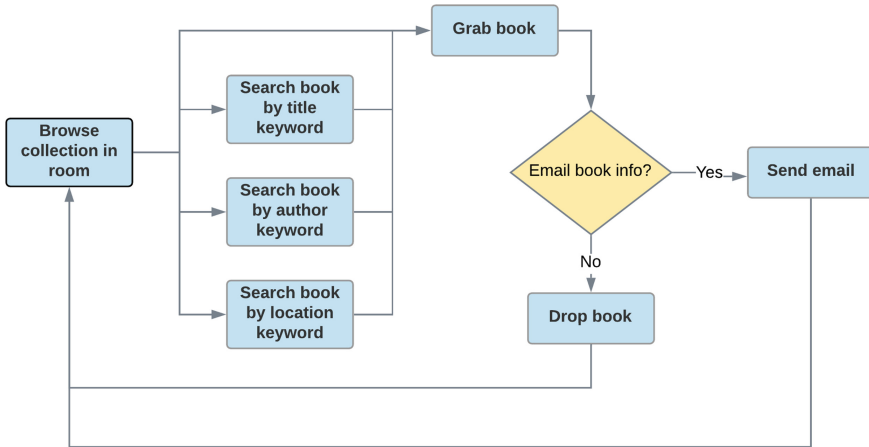 Grab book
Search book
by title
keyword
Browse
collection in
room
Email book info?
Yes
Send email
Search book
by author
keyword
No
Search book
by location
keyword
Drop book